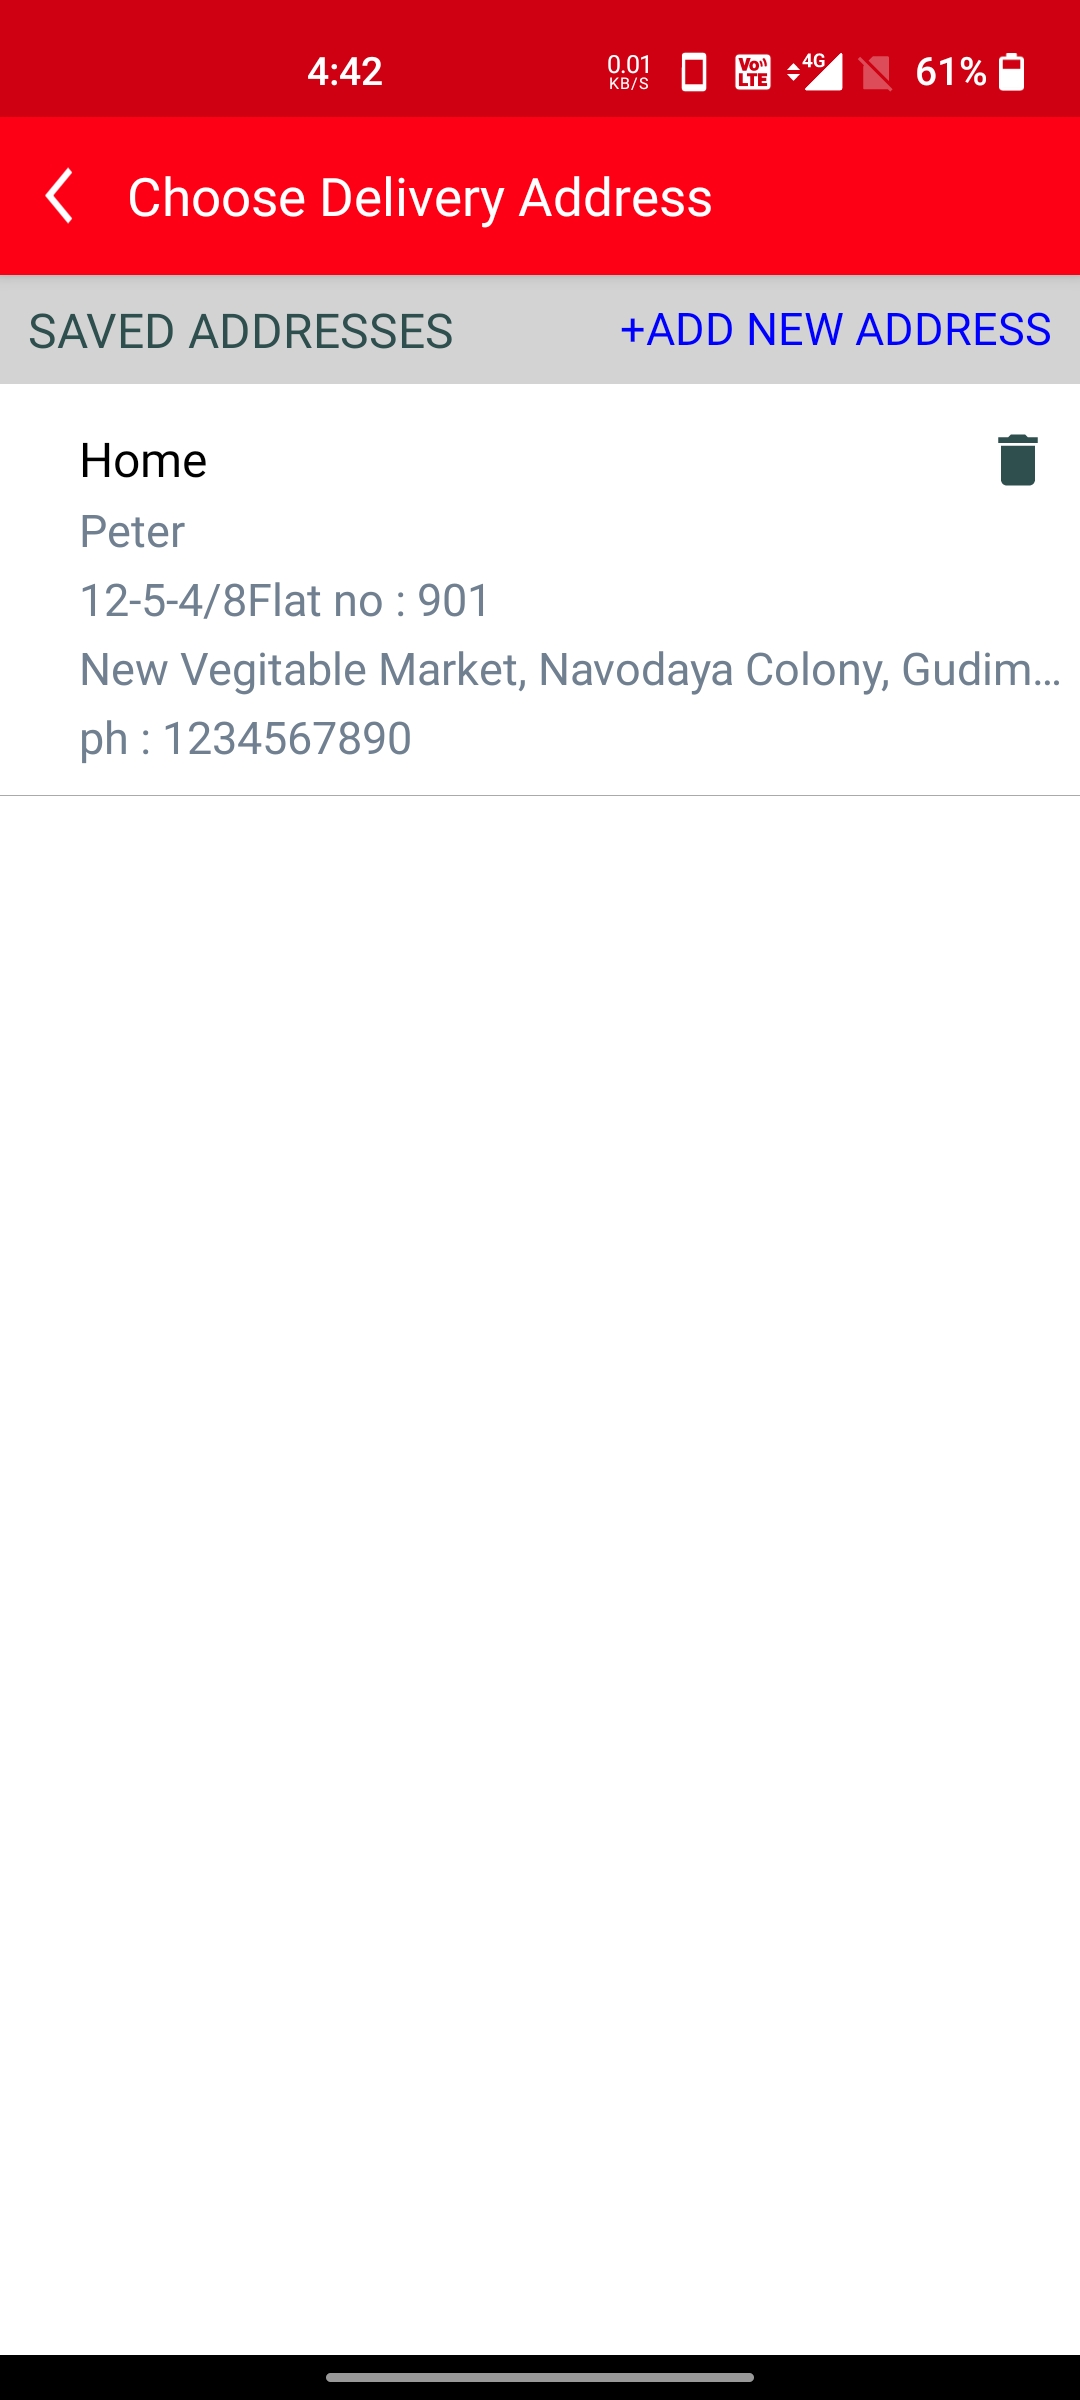 4:42
0.01
KB/S
Vo
LTE
4G
61%
Choose Delivery Address
SAVED ADDRESSES
+ADD NEW ADDRESS
Home
Peter
12-5-4/8Flat no : 901
New Vegitable Market, Navodaya Colony, Gudim...
ph : 1234567890